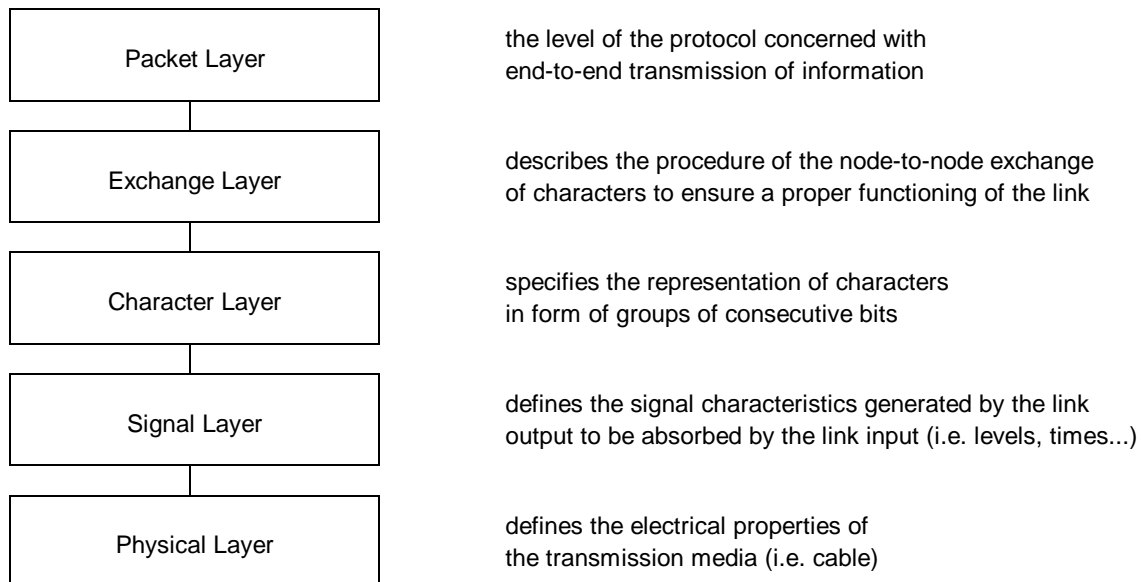 Packet Layer
the level of the protocol concerned with
end-to-end transmission of information
Exchange Layer
describes the procedure of the node-to-node exchange
of characters to ensure a proper functioning of the link
Character Layer
specifies the representation of characters
in form of groups of consecutive bits
Signal Layer
defines the signal characteristics generated by the link
output to be absorbed by the link input (i.e. levels, times...)
Physical Layer
defines the electrical properties of
the transmission media (i.e. cable)